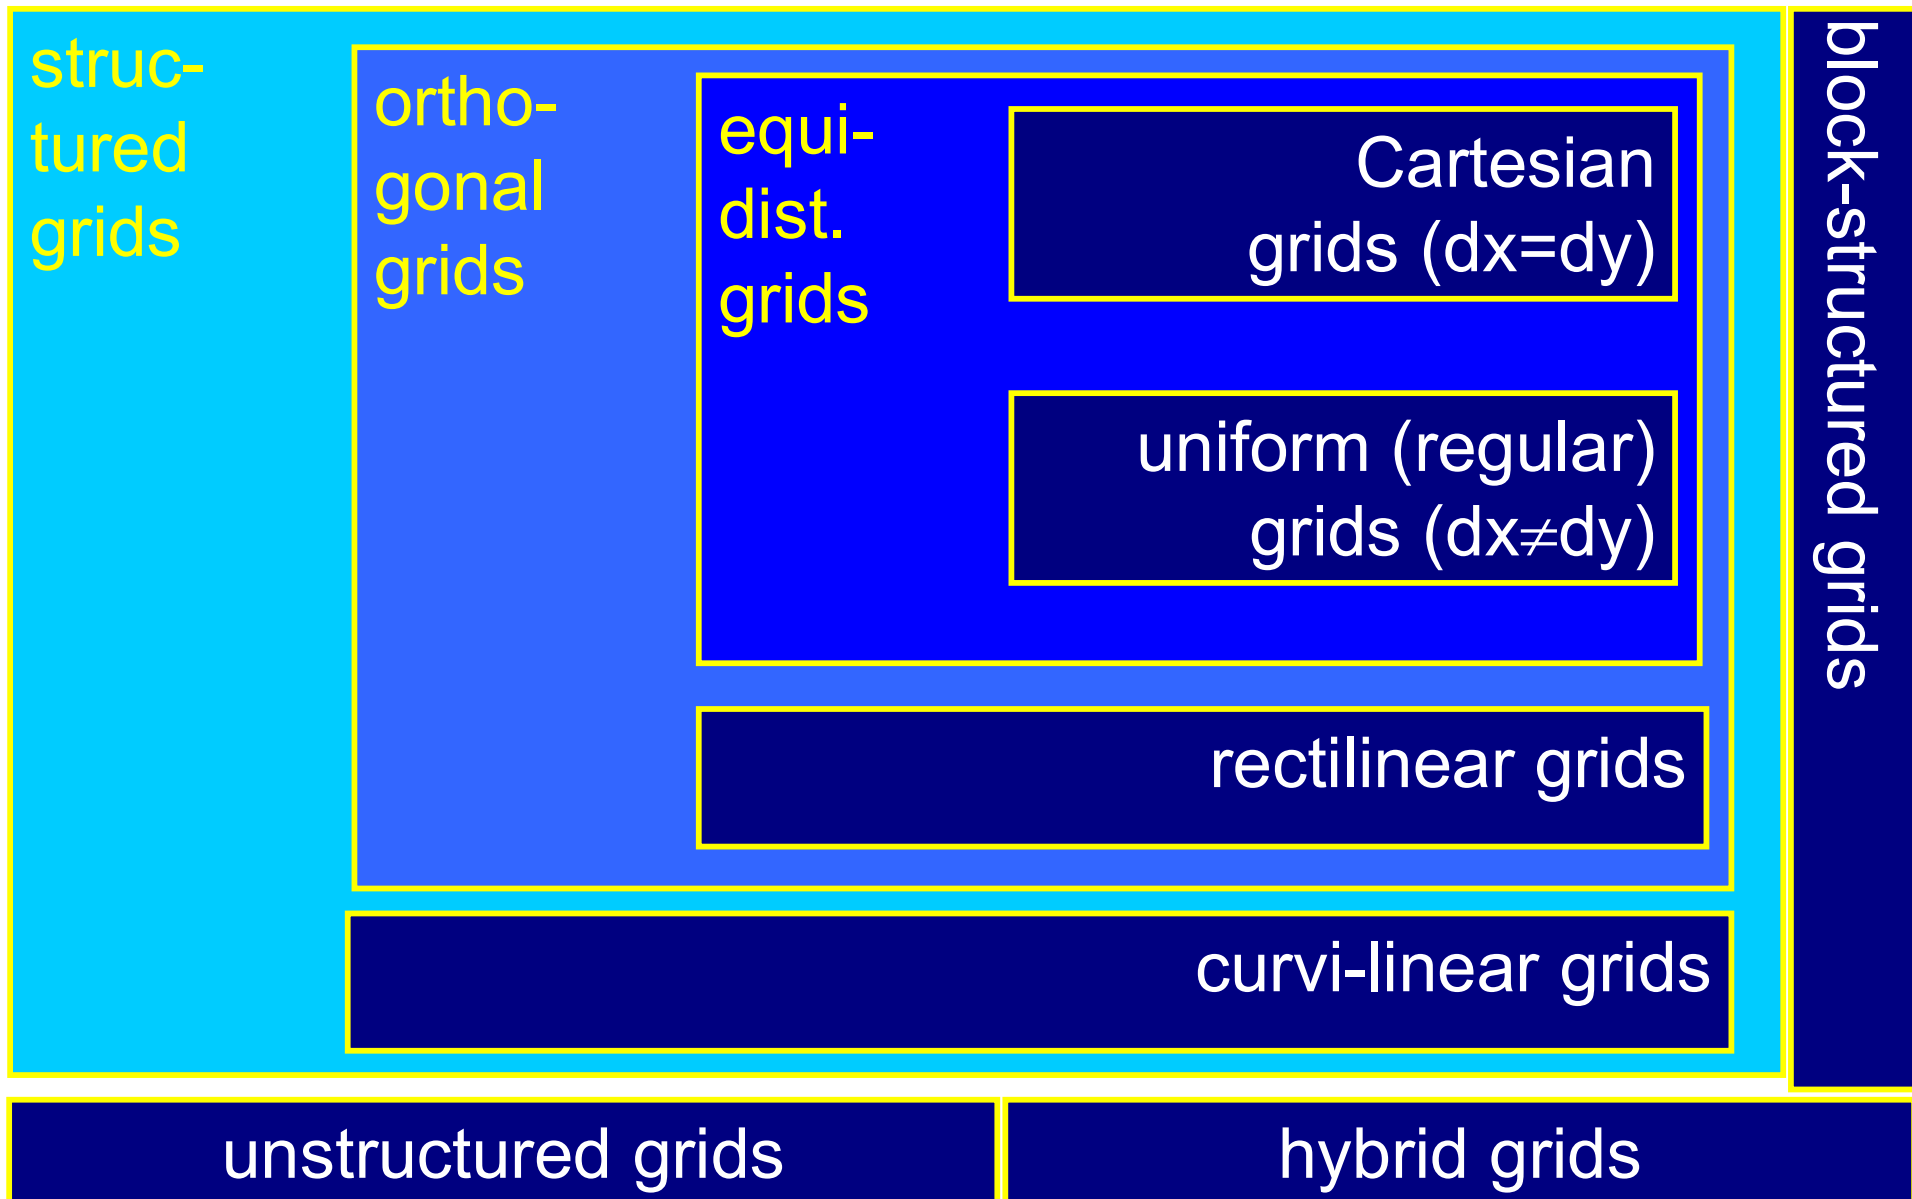 struc-
tured
grids
ortho-
gonal
grids
equi-
dist.
grids
Cartesian
grids (dx=dy)
uniform (regular)
grids (dx≠dy)
rectilinear grids
curvi-linear grids
block-structured grids
unstructured grids
hybrid grids